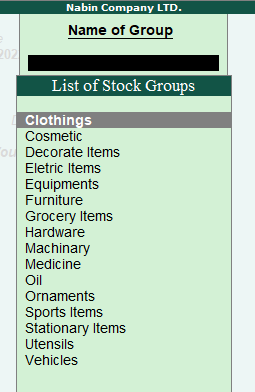 Nabin Company LTD.
Name of Group
List of Stock Groups
Clothings
Cosmetic
Decorate Items
Eletric Items
Equipments
Furniture
Grocery Items
Hardware
Machinary
Medicine
Oil
Ornaments
Sports Items
Stationary Items
Utensils
Vehicles